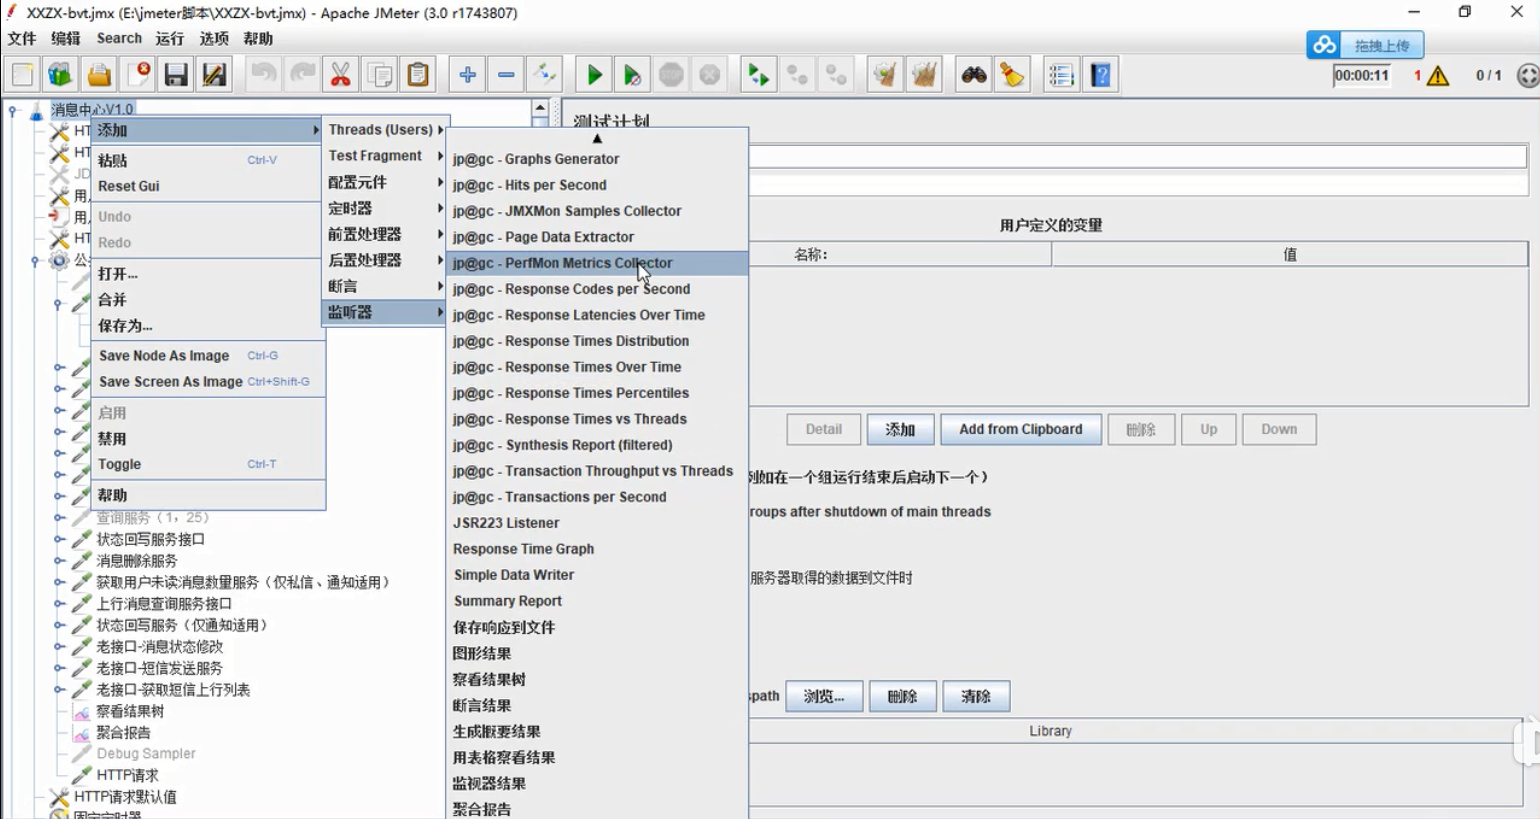 XXZX-bvt.jmx (E:\jmeter脚本\XXZX-bvt.jmx) - Apache JMeter (3.0 r1743807)
文件 编辑 Search 运行 选项 帮助
拖拽上传
00:00:11 1 0 / 1
消息中心V1.0
添加
粘贴 Ctrl-V
Reset Gui
Undo
Redo
打开...
合并
保存为...
Save Node As Image Ctrl-G
Save Screen As Image Ctrl+Shift-G
启用
禁用
Toggle Ctrl-T
帮助
Threads (Users)
Test Fragment
配置元件
定时器
前置处理器
后置处理器
断言
监听器
jp@gc - Graphs Generator
jp@gc - Hits per Second
jp@gc - JMXMon Samples Collector
jp@gc - Page Data Extractor
jp@gc - PerfMon Metrics Collector
jp@gc - Response Codes per Second
jp@gc - Response Latencies Over Time
jp@gc - Response Times Distribution
jp@gc - Response Times Over Time
jp@gc - Response Times Percentiles
jp@gc - Response Times vs Threads
jp@gc - Synthesis Report (filtered)
jp@gc - Transaction Throughput vs Threads
jp@gc - Transactions per Second
JSR223 Listener
Response Time Graph
Simple Data Writer
Summary Report
保存响应到文件
图形结果
察看结果树
断言结果
生成概要结果
用表格察看结果
监视器结果
聚合报告
HT
HT
JD
用
用
HT
公
查询服务（1，25）
状态回写服务接口
消息删除服务
获取用户未读消息数量服务（仅私信、通知适用）
上行消息查询服务接口
状态回写服务（仅通知适用）
老接口-消息状态修改
老接口-短信发送服务
老接口-获取短信上行列表
察看结果树
聚合报告
Debug Sampler
HTTP请求
HTTP请求默认值
固定定时器
测试计划
用户定义的变量
名称: 值
Detail 添加 Add from Clipboard 删除 Up Down
例如在一个组运行结束后启动下一个）
roups after shutdown of main threads
服务器取得的数据到文件时
spath 浏览... 删除 清除
Library